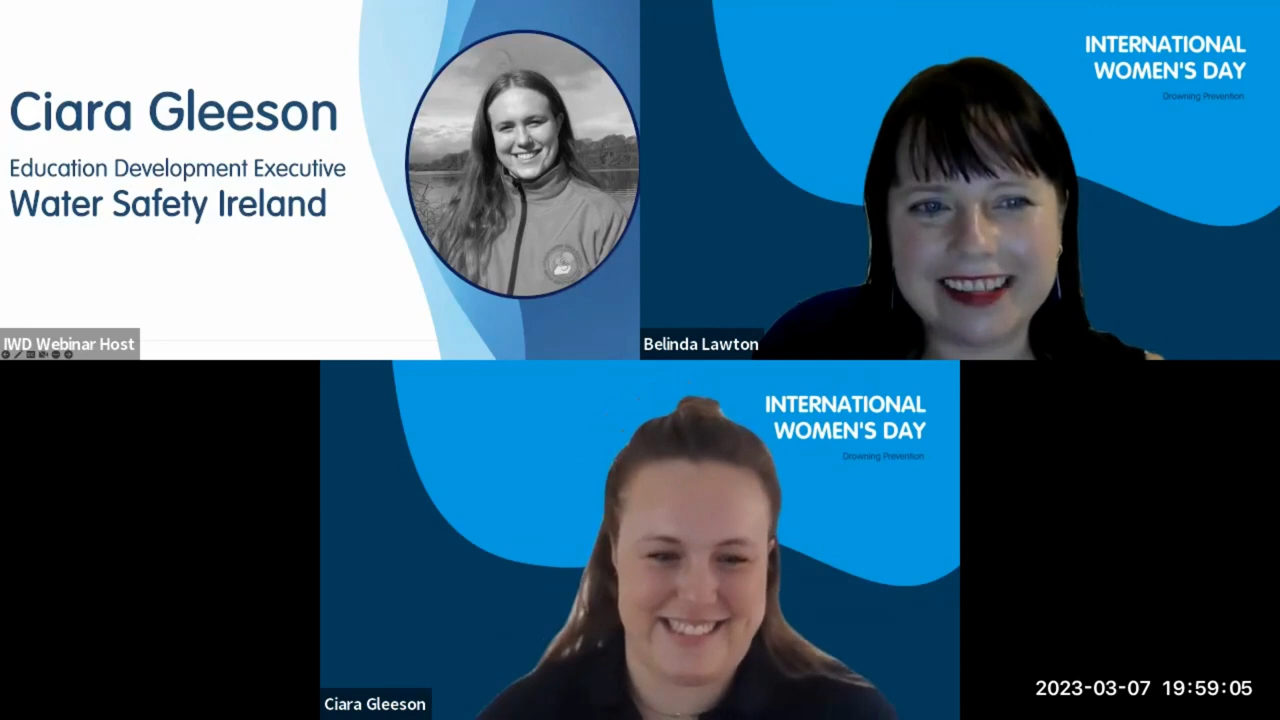 Ciara Gleeson
Education Development Executive
Water Safety Ireland
IWD Webinar Host
INTERNATIONAL
WOMEN'S DAY
Drowning Prevention
Belinda Lawton
INTERNATIONAL
WOMEN'S DAY
Drowning Prevention
Ciara Gleeson
2023-03-07 19:59:05